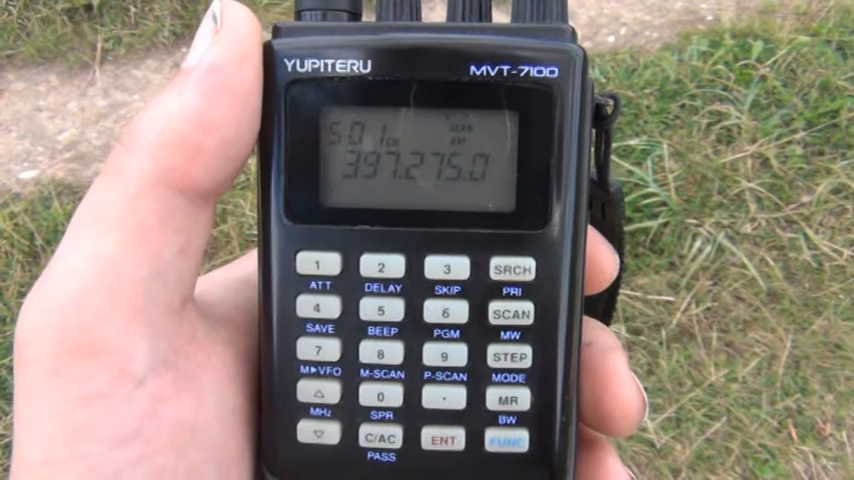 YUPITERU MVT-7100
SCAN
501CH AM
397.275.0
1 2 3 SRCH
ATT DELAY SKIP PRI
4 5 6 SCAN
SAVE BEEP PGM MW
7 8 9 STEP
M▶VFO M-SCAN P-SCAN MODE
△ 0 · MR
MHz SPR BW
▽ C/AC ENT FUNC
PASS